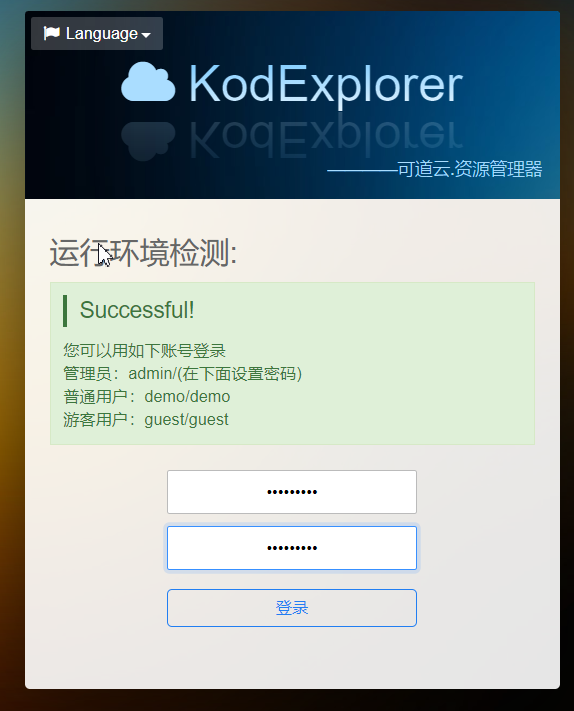 Language
KodExplorer
————可道云.资源管理器
运行环境检测:
Successful!
您可以用如下账号登录
管理员：admin/(在下面设置密码)
普通用户：demo/demo
游客用户：guest/guest
•••••••••
•••••••••
登录